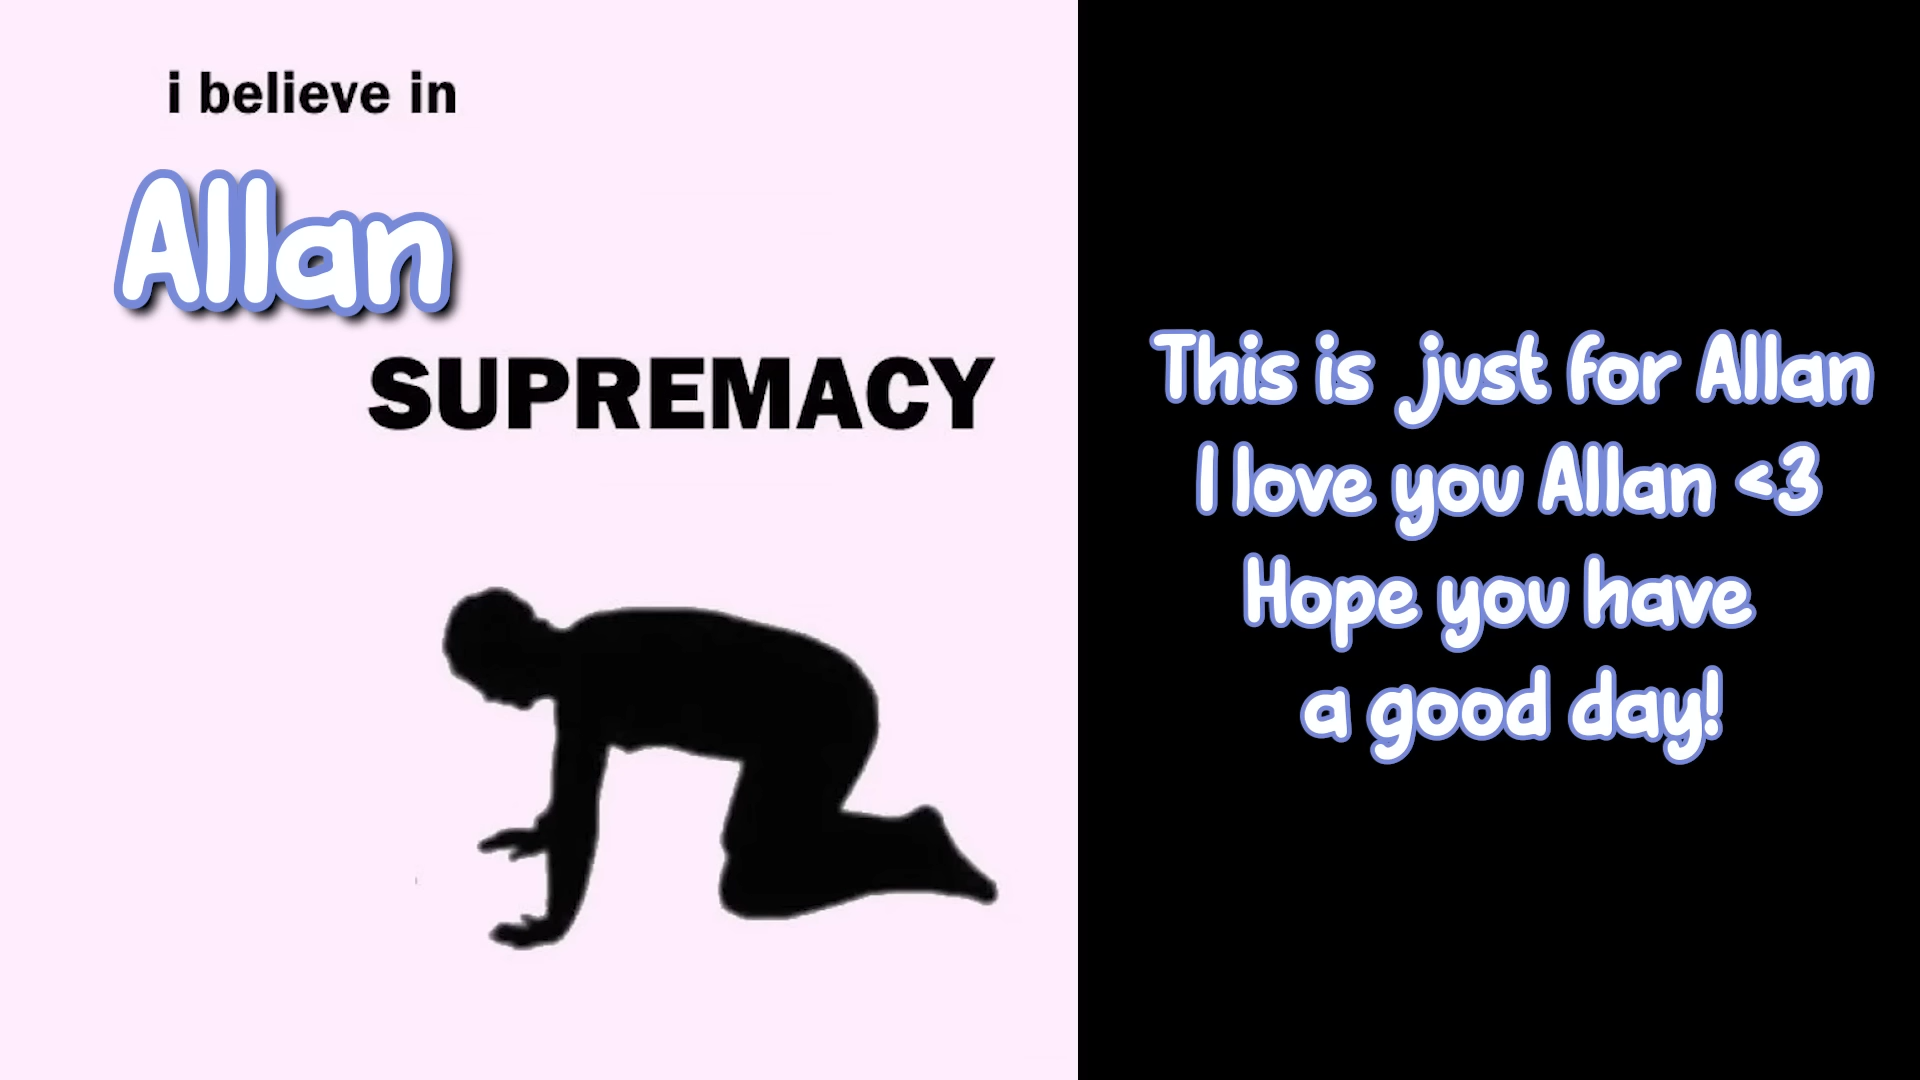 i believe in
Allan
SUPREMACY
This is just for Allan
I love you Allan <3
Hope you have
a good day!